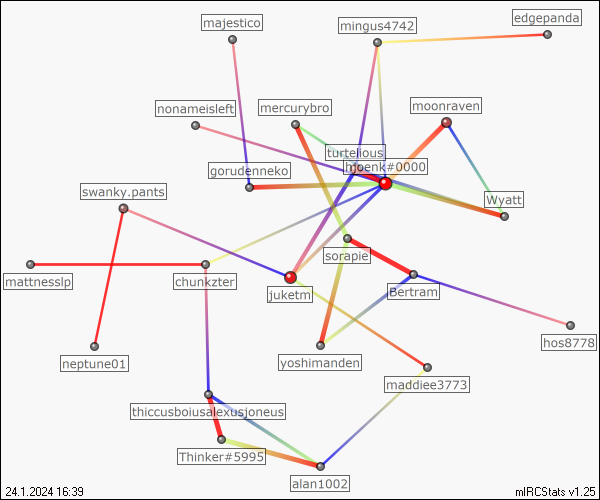 majestico
mingus4742
edgepanda
nonameisleft
mercurybro
moonraven
turtelious
hjoenk#0000
gorudenneko
swanky.pants
Wyatt
sorapie
mattnesslp
chunkzter
juketm
Bertram
neptune01
yoshimanden
hos8778
maddiee3773
thiccusboiusalexusjoneus
Thinker#5995
alan1002
24.1.2024 16:39
mIRCStats v1.25